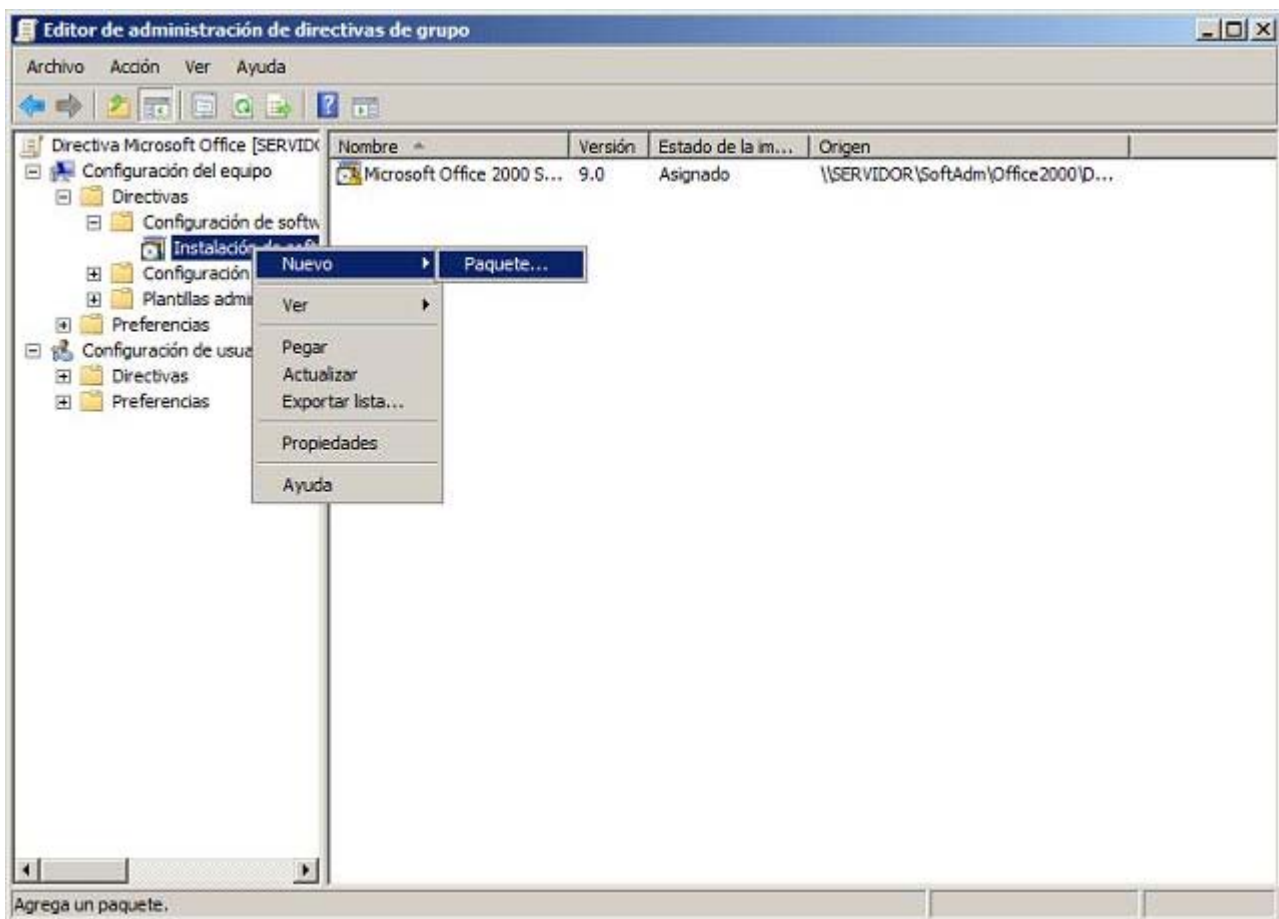 Editor de administración de directivas de grupo
Archivo Acción Ver Ayuda
Directiva Microsoft Office [SERVIDO
Configuración del equipo
Directivas
Configuración de softw
Instalación de soft
Configuración
Plantillas admi
Preferencias
Configuración de usua
Directivas
Preferencias
Nombre Versión Estado de la im... Origen
Microsoft Office 2000 S... 9.0 Asignado \\SERVIDOR\SoftAdm\Office2000\D...
Nuevo
Paquete...
Ver
Pegar
Actualizar
Exportar lista...
Propiedades
Ayuda
Agrega un paquete.